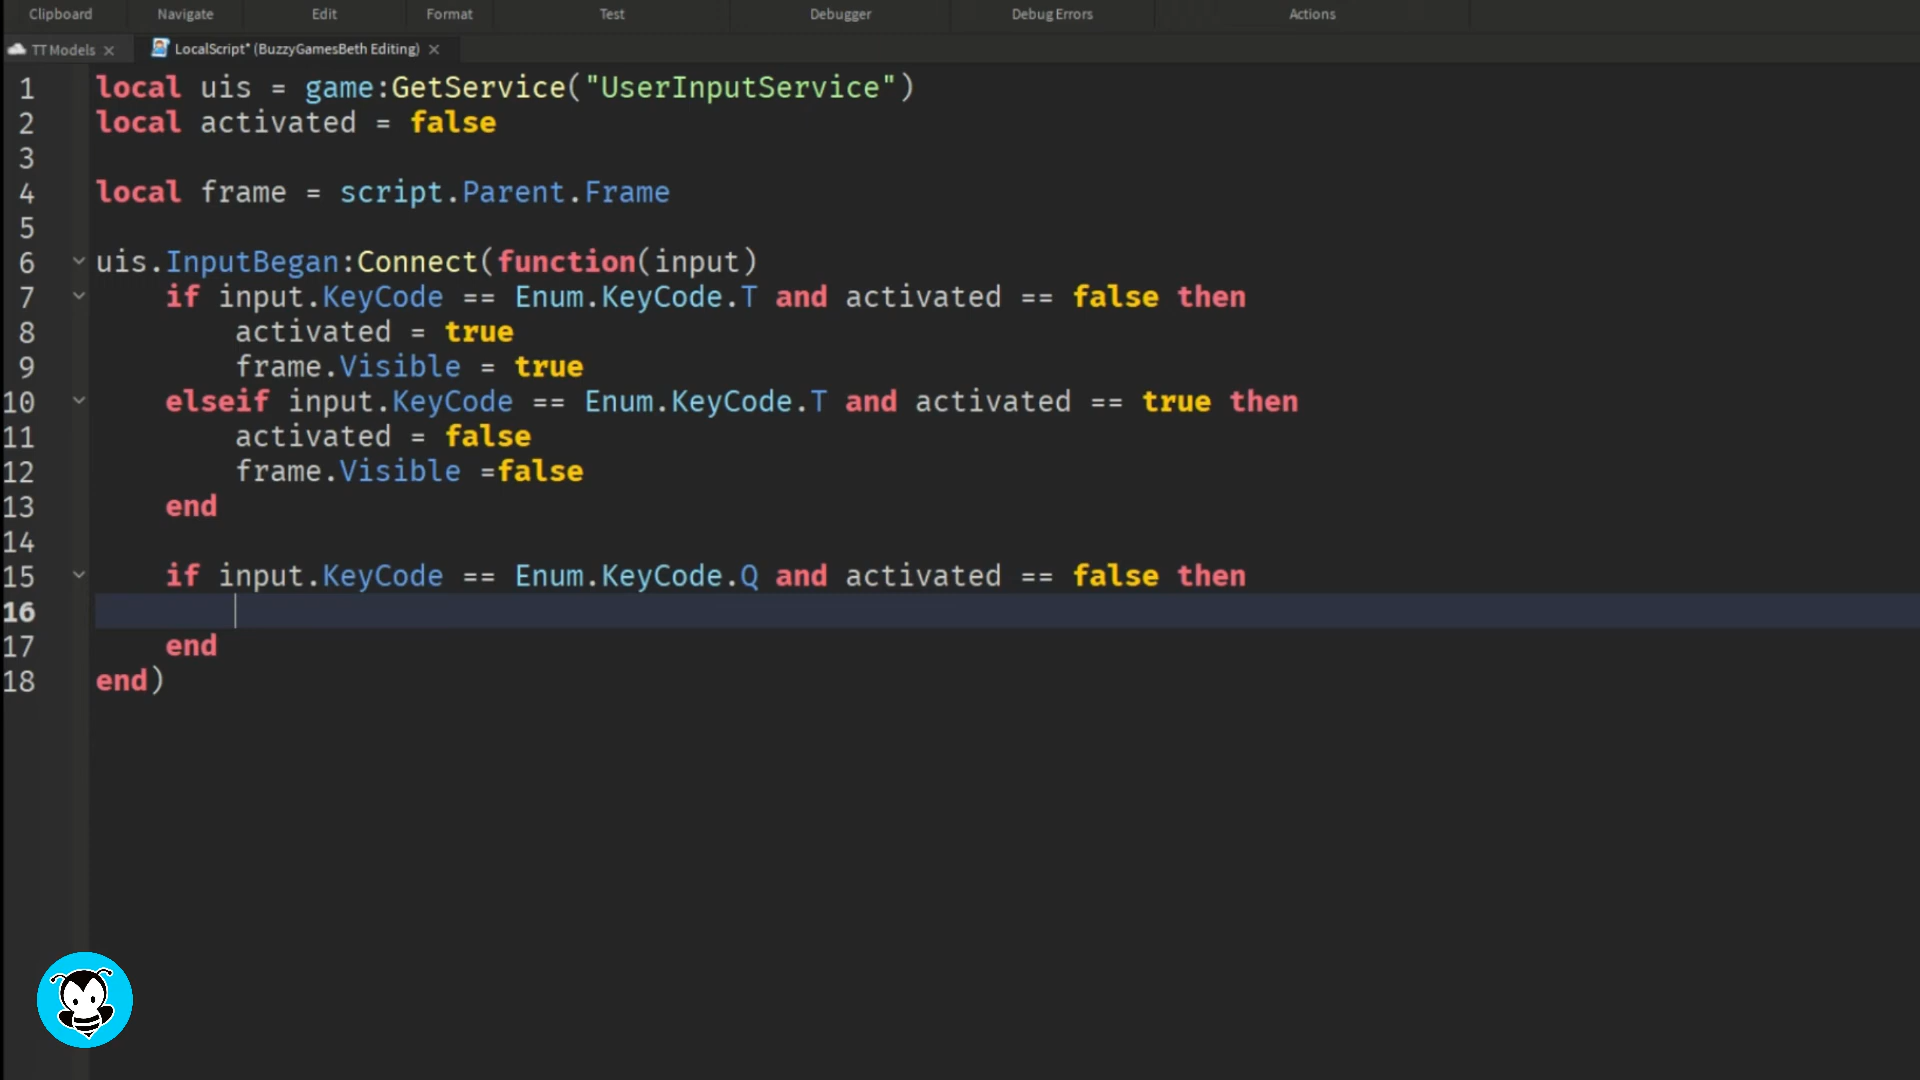 Clipboard Navigate Edit Format Test Debugger Debug Errors Actions
TT Models LocalScript* (BuzzyGamesBeth Editing)
1 local uis = game:GetService("UserInputService")
2 local activated = false
3
4 local frame = script.Parent.Frame
5
6 uis.InputBegan:Connect(function(input)
7 if input.KeyCode == Enum.KeyCode.T and activated == false then
8 activated = true
9 frame.Visible = true
10 elseif input.KeyCode == Enum.KeyCode.T and activated == true then
11 activated = false
12 frame.Visible =false
13 end
14
15 if input.KeyCode == Enum.KeyCode.Q and activated == false then
16
17 end
18 end)